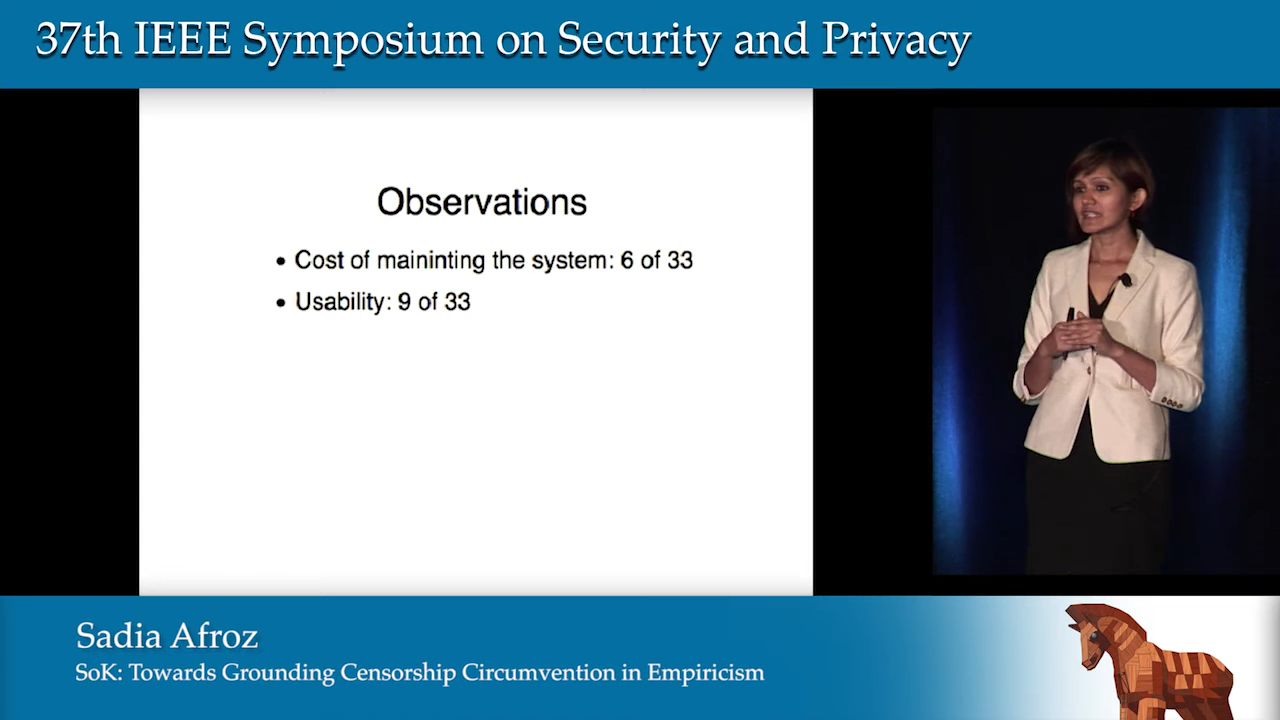 37th IEEE Symposium on Security and Privacy
Observations
• Cost of maininting the system: 6 of 33
• Usability: 9 of 33
Sadia Afroz
SoK: Towards Grounding Censorship Circumvention in Empiricism